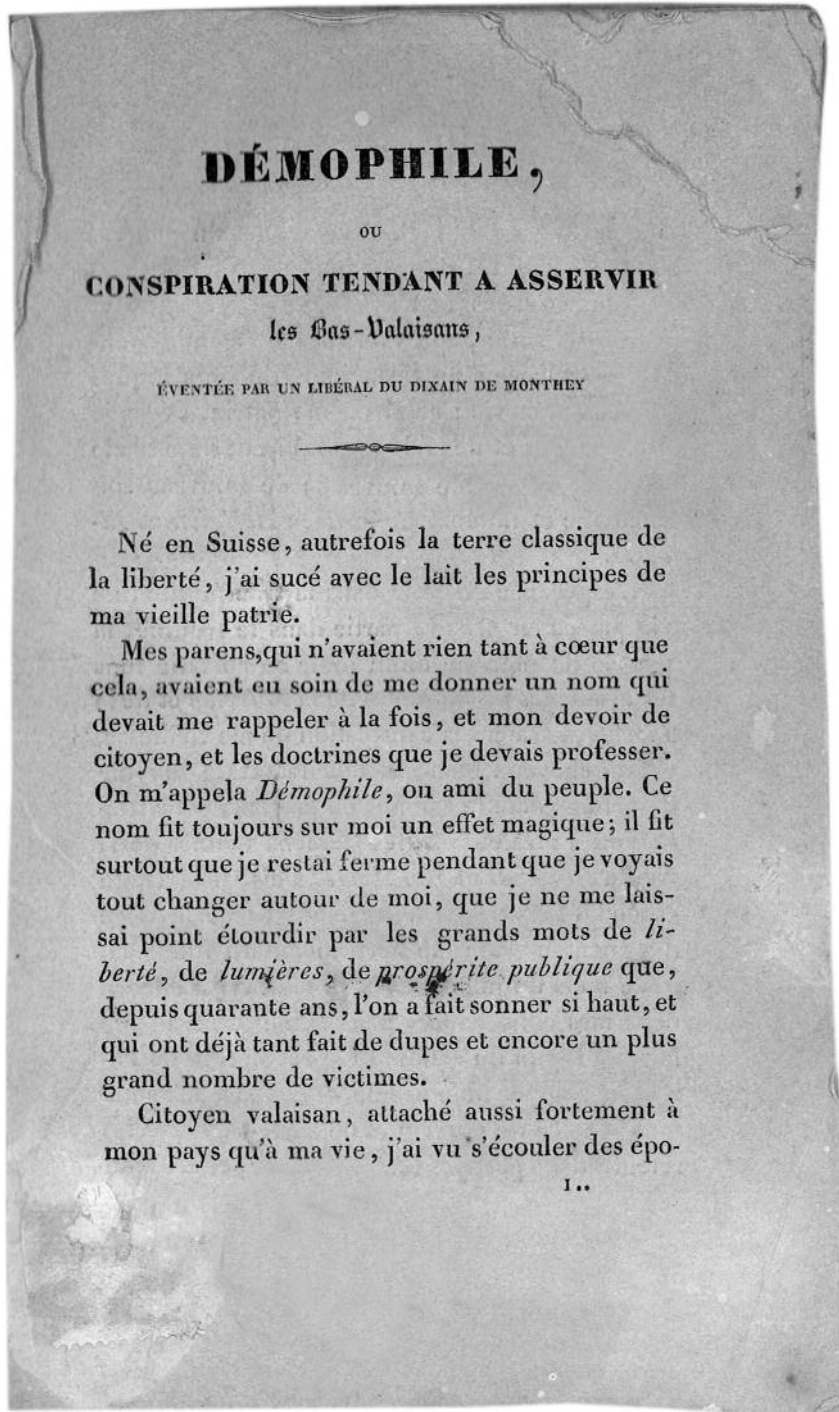 DÉMOPHILE,
OU
CONSPIRATION TENDANT A ASSERVIR
les Bas-Valaisans,
ÉVENTÉE PAR UN LIBÉRAL DU DIXAIN DE MONTHEY
Né en Suisse, autrefois la terre classique de
la liberté, j'ai sucé avec le lait les principes de
ma vieille patrie.
Mes parens,qui n'avaient rien tant à cœur que
cela, avaient eu soin de me donner un nom qui
devait me rappeler à la fois, et mon devoir de
citoyen, et les doctrines que je devais professer.
On m'appela Démophile, ou ami du peuple. Ce
nom fit toujours sur moi un effet magique; il fit
surtout que je restai ferme pendant que je voyais
tout changer autour de moi, que je ne me lais-
sai point étourdir par les grands mots de li-
berté, de lumières, de prospérite publique que,
depuis quarante ans, l'on a fait sonner si haut, et
qui ont déjà tant fait de dupes et encore un plus
grand nombre de victimes.
Citoyen valaisan, attaché aussi fortement à
mon pays qu'à ma vie, j'ai vu s'écouler des épo-
I..